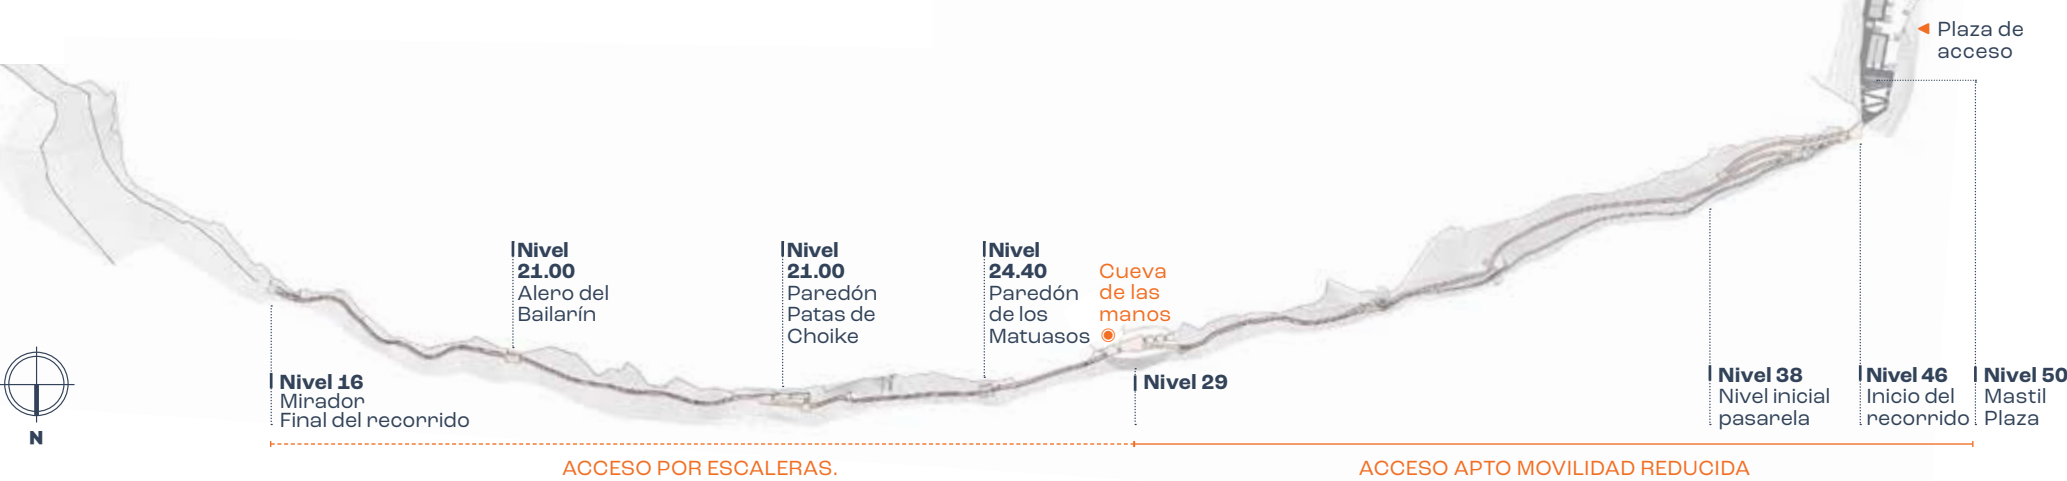 Plaza de
acceso
Nivel
21.00
Alero del
Bailarín
Nivel
21.00
Paredón
Patas de
Choike
Nivel
24.40
Paredón
de los
Matuasos
Cueva
de las
manos
Nivel 16
Mirador
Final del recorrido
Nivel 29
Nivel 38
Nivel inicial
pasarela
Nivel 46
Inicio del
recorrido
Nivel 50
Mastil
Plaza
N
ACCESO POR ESCALERAS.
ACCESO APTO MOVILIDAD REDUCIDA